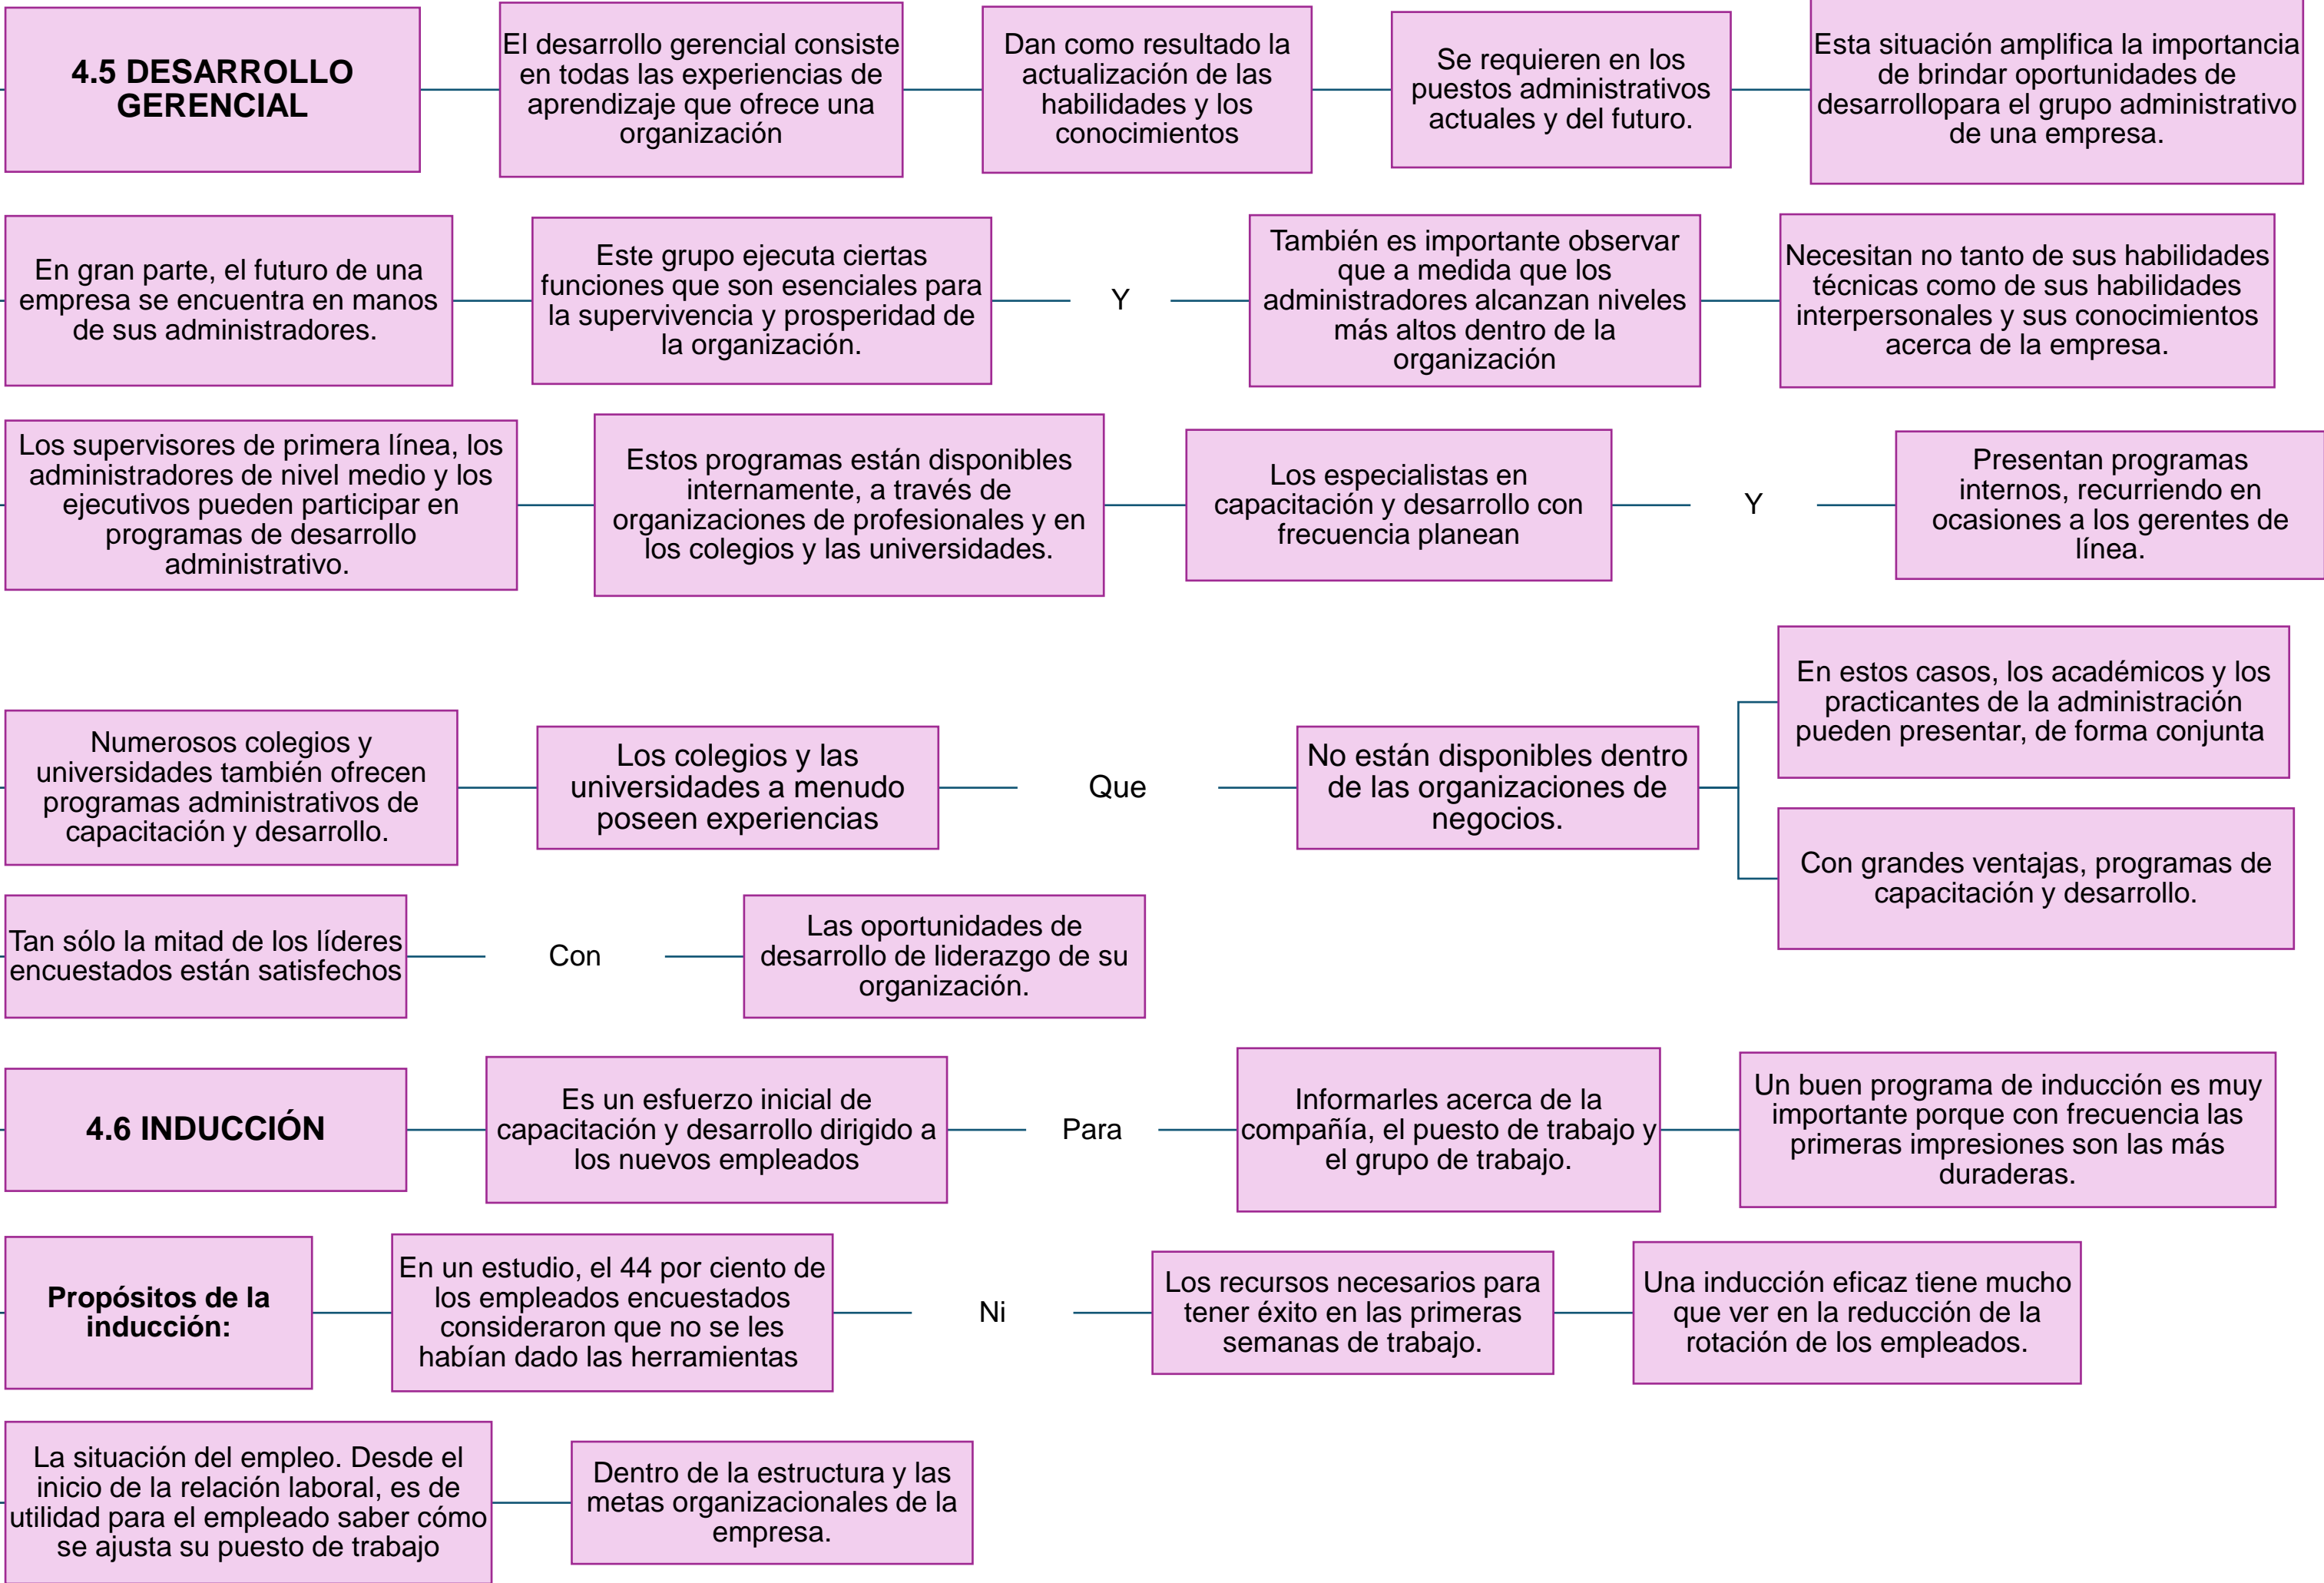 4.5 DESARROLLO
GERENCIAL
El desarrollo gerencial consiste
en todas las experiencias de
aprendizaje que ofrece una
organización
Dan como resultado la
actualización de las
habilidades y los
conocimientos
Se requieren en los
puestos administrativos
actuales y del futuro.
Esta situación amplifica la importancia
de brindar oportunidades de
desarrollopara el grupo administrativo
de una empresa.
En gran parte, el futuro de una
empresa se encuentra en manos
de sus administradores.
Este grupo ejecuta ciertas
funciones que son esenciales para
la supervivencia y prosperidad de
la organización.
Y
También es importante observar
que a medida que los
administradores alcanzan niveles
más altos dentro de la
organización
Necesitan no tanto de sus habilidades
técnicas como de sus habilidades
interpersonales y sus conocimientos
acerca de la empresa.
Los supervisores de primera línea, los
administradores de nivel medio y los
ejecutivos pueden participar en
programas de desarrollo
administrativo.
Estos programas están disponibles
internamente, a través de
organizaciones de profesionales y en
los colegios y las universidades.
Los especialistas en
capacitación y desarrollo con
frecuencia planean
Y
Presentan programas
internos, recurriendo en
ocasiones a los gerentes de
línea.
Numerosos colegios y
universidades también ofrecen
programas administrativos de
capacitación y desarrollo.
Los colegios y las
universidades a menudo
poseen experiencias
Que
No están disponibles dentro
de las organizaciones de
negocios.
En estos casos, los académicos y los
practicantes de la administración
pueden presentar, de forma conjunta
Con grandes ventajas, programas de
capacitación y desarrollo.
Tan sólo la mitad de los líderes
encuestados están satisfechos
Con
Las oportunidades de
desarrollo de liderazgo de su
organización.
4.6 INDUCCIÓN
Es un esfuerzo inicial de
capacitación y desarrollo dirigido a
los nuevos empleados
Para
Informarles acerca de la
compañía, el puesto de trabajo y
el grupo de trabajo.
Un buen programa de inducción es muy
importante porque con frecuencia las
primeras impresiones son las más
duraderas.
Propósitos de la
inducción:
En un estudio, el 44 por ciento de
los empleados encuestados
consideraron que no se les
habían dado las herramientas
Ni
Los recursos necesarios para
tener éxito en las primeras
semanas de trabajo.
Una inducción eficaz tiene mucho
que ver en la reducción de la
rotación de los empleados.
La situación del empleo. Desde el
inicio de la relación laboral, es de
utilidad para el empleado saber cómo
se ajusta su puesto de trabajo
Dentro de la estructura y las
metas organizacionales de la
empresa.